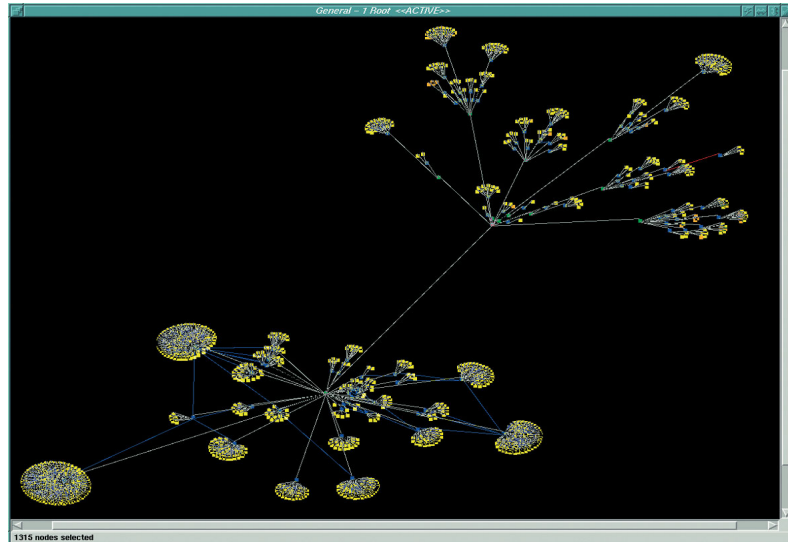 General - 1 Root <<ACTIVE>>
1315 nodes selected